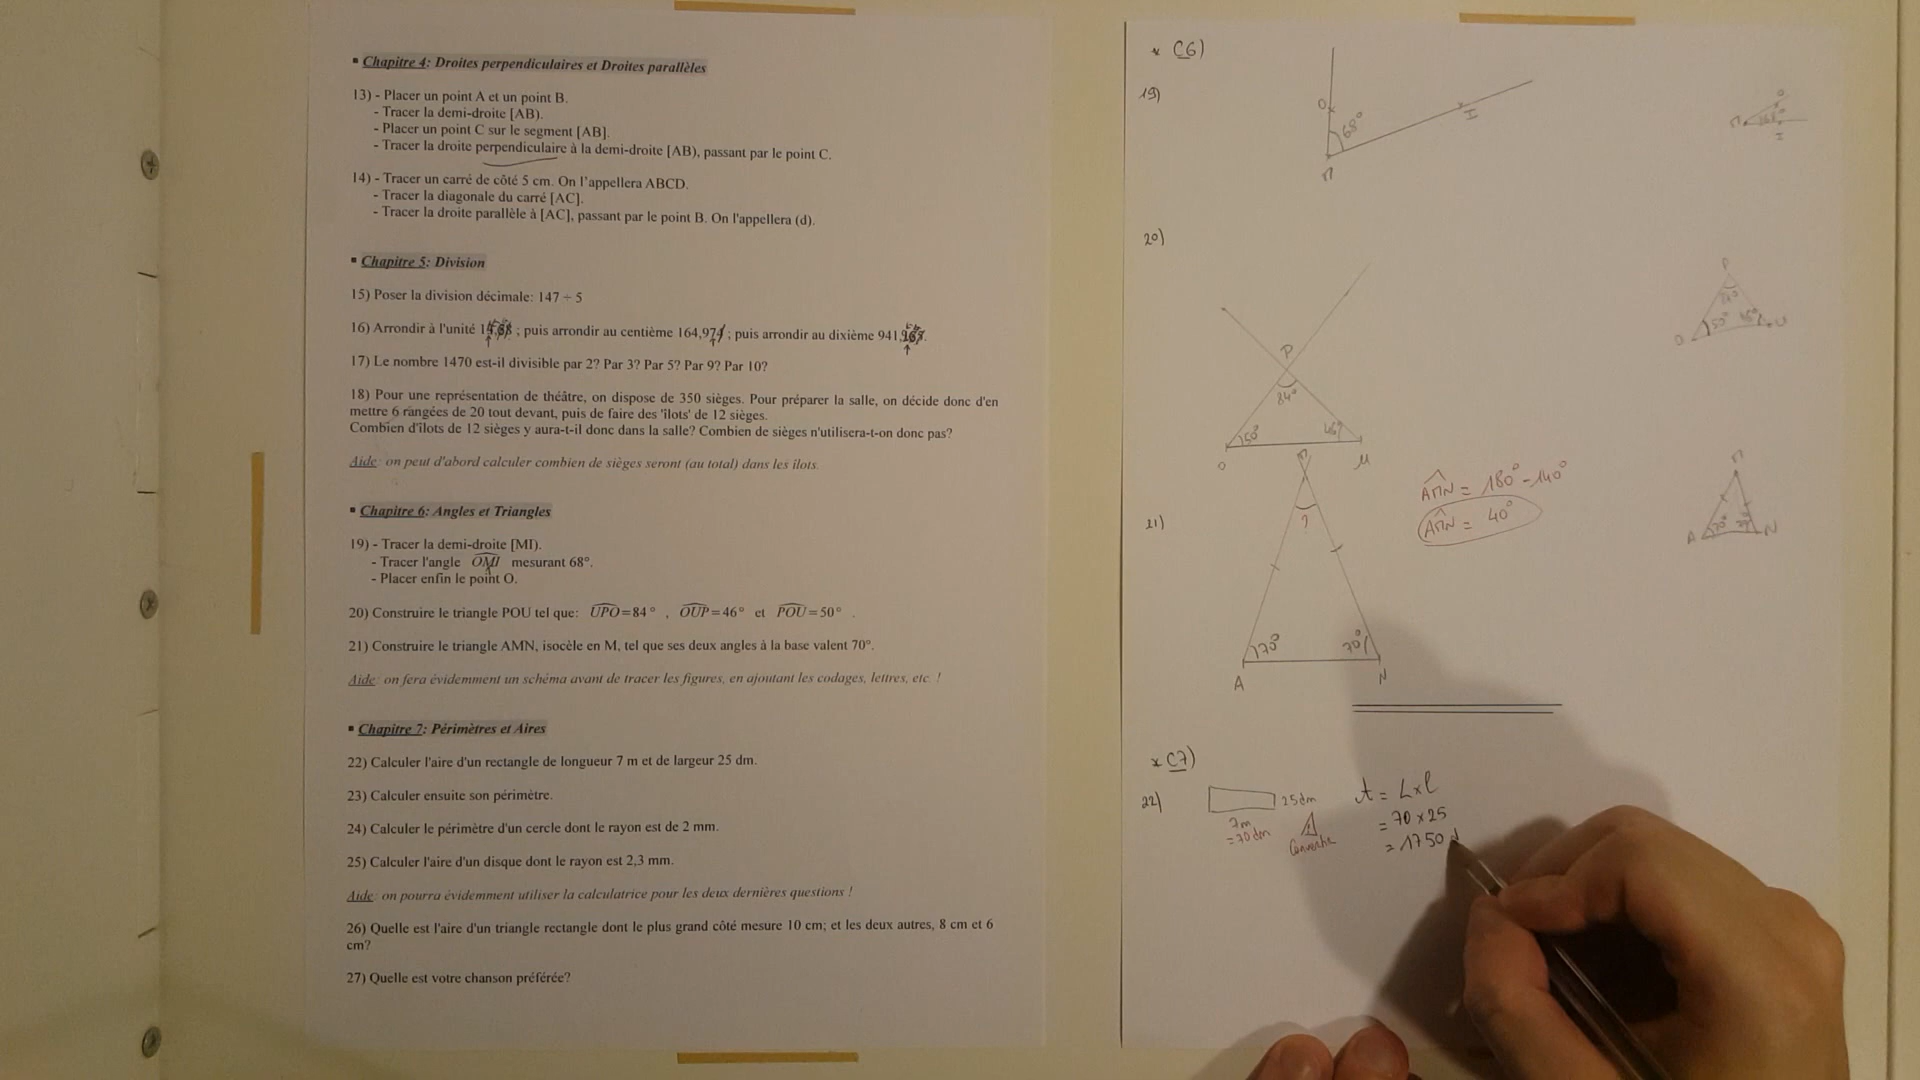 ▪ Chapitre 4: Droites perpendiculaires et Droites parallèles
13) - Placer un point A et un point B.
- Tracer la demi-droite [AB).
- Placer un point C sur le segment [AB].
- Tracer la droite perpendiculaire à la demi-droite [AB), passant par le point C.
14) - Tracer un carré de côté 5 cm. On l'appellera ABCD.
- Tracer la diagonale du carré [AC].
- Tracer la droite parallèle à [AC], passant par le point B. On l'appellera (d).
▪ Chapitre 5: Division
15) Poser la division décimale: 147 ÷ 5
16) Arrondir à l'unité ; puis arrondir au centième 164,974 ; puis arrondir au dixième
17) Le nombre 1470 est-il divisible par 2? Par 3? Par 5? Par 9? Par 10?
18) Pour une représentation de théâtre, on dispose de 350 sièges. Pour préparer la salle, on décide donc d'en
mettre 6 rangées de 20 tout devant, puis de faire des 'îlots' de 12 sièges.
Combien d'îlots de 12 sièges y aura-t-il donc dans la salle? Combien de sièges n'utilisera-t-on donc pas?
Aide: on peut d'abord calculer combien de sièges seront (au total) dans les îlots.
▪ Chapitre 6: Angles et Triangles
19) - Tracer la demi-droite [MI).
- Tracer l'angle OMI mesurant 68°.
- Placer enfin le point O.
20) Construire le triangle POU tel que: UPO=84° , OUP=46° et POU=50° .
21) Construire le triangle AMN, isocèle en M, tel que ses deux angles à la base valent 70°.
Aide: on fera évidemment un schéma avant de tracer les figures, en ajoutant les codages, lettres, etc. !
▪ Chapitre 7: Périmètres et Aires
22) Calculer l'aire d'un rectangle de longueur 7 m et de largeur 25 dm.
23) Calculer ensuite son périmètre.
24) Calculer le périmètre d'un cercle dont le rayon est de 2 mm.
25) Calculer l'aire d'un disque dont le rayon est 2,3 mm.
Aide: on pourra évidemment utiliser la calculatrice pour les deux dernières questions !
26) Quelle est l'aire d'un triangle rectangle dont le plus grand côté mesure 10 cm; et les deux autres, 8 cm et 6
cm?
27) Quelle est votre chanson préférée?
x C6)
19)
O
68°
I
M
O
M 68°
I
20)
P
84°
50° 46°
O U
P
50° 46°
O U
21)
M
?
70° 70°
A N
AMN = 180° - 140°
AMN = 40°
M
A 70° N
x C7)
22)
25 dm
7m
= 70 dm
A = L x l
= 70 x 25
= 1750 d